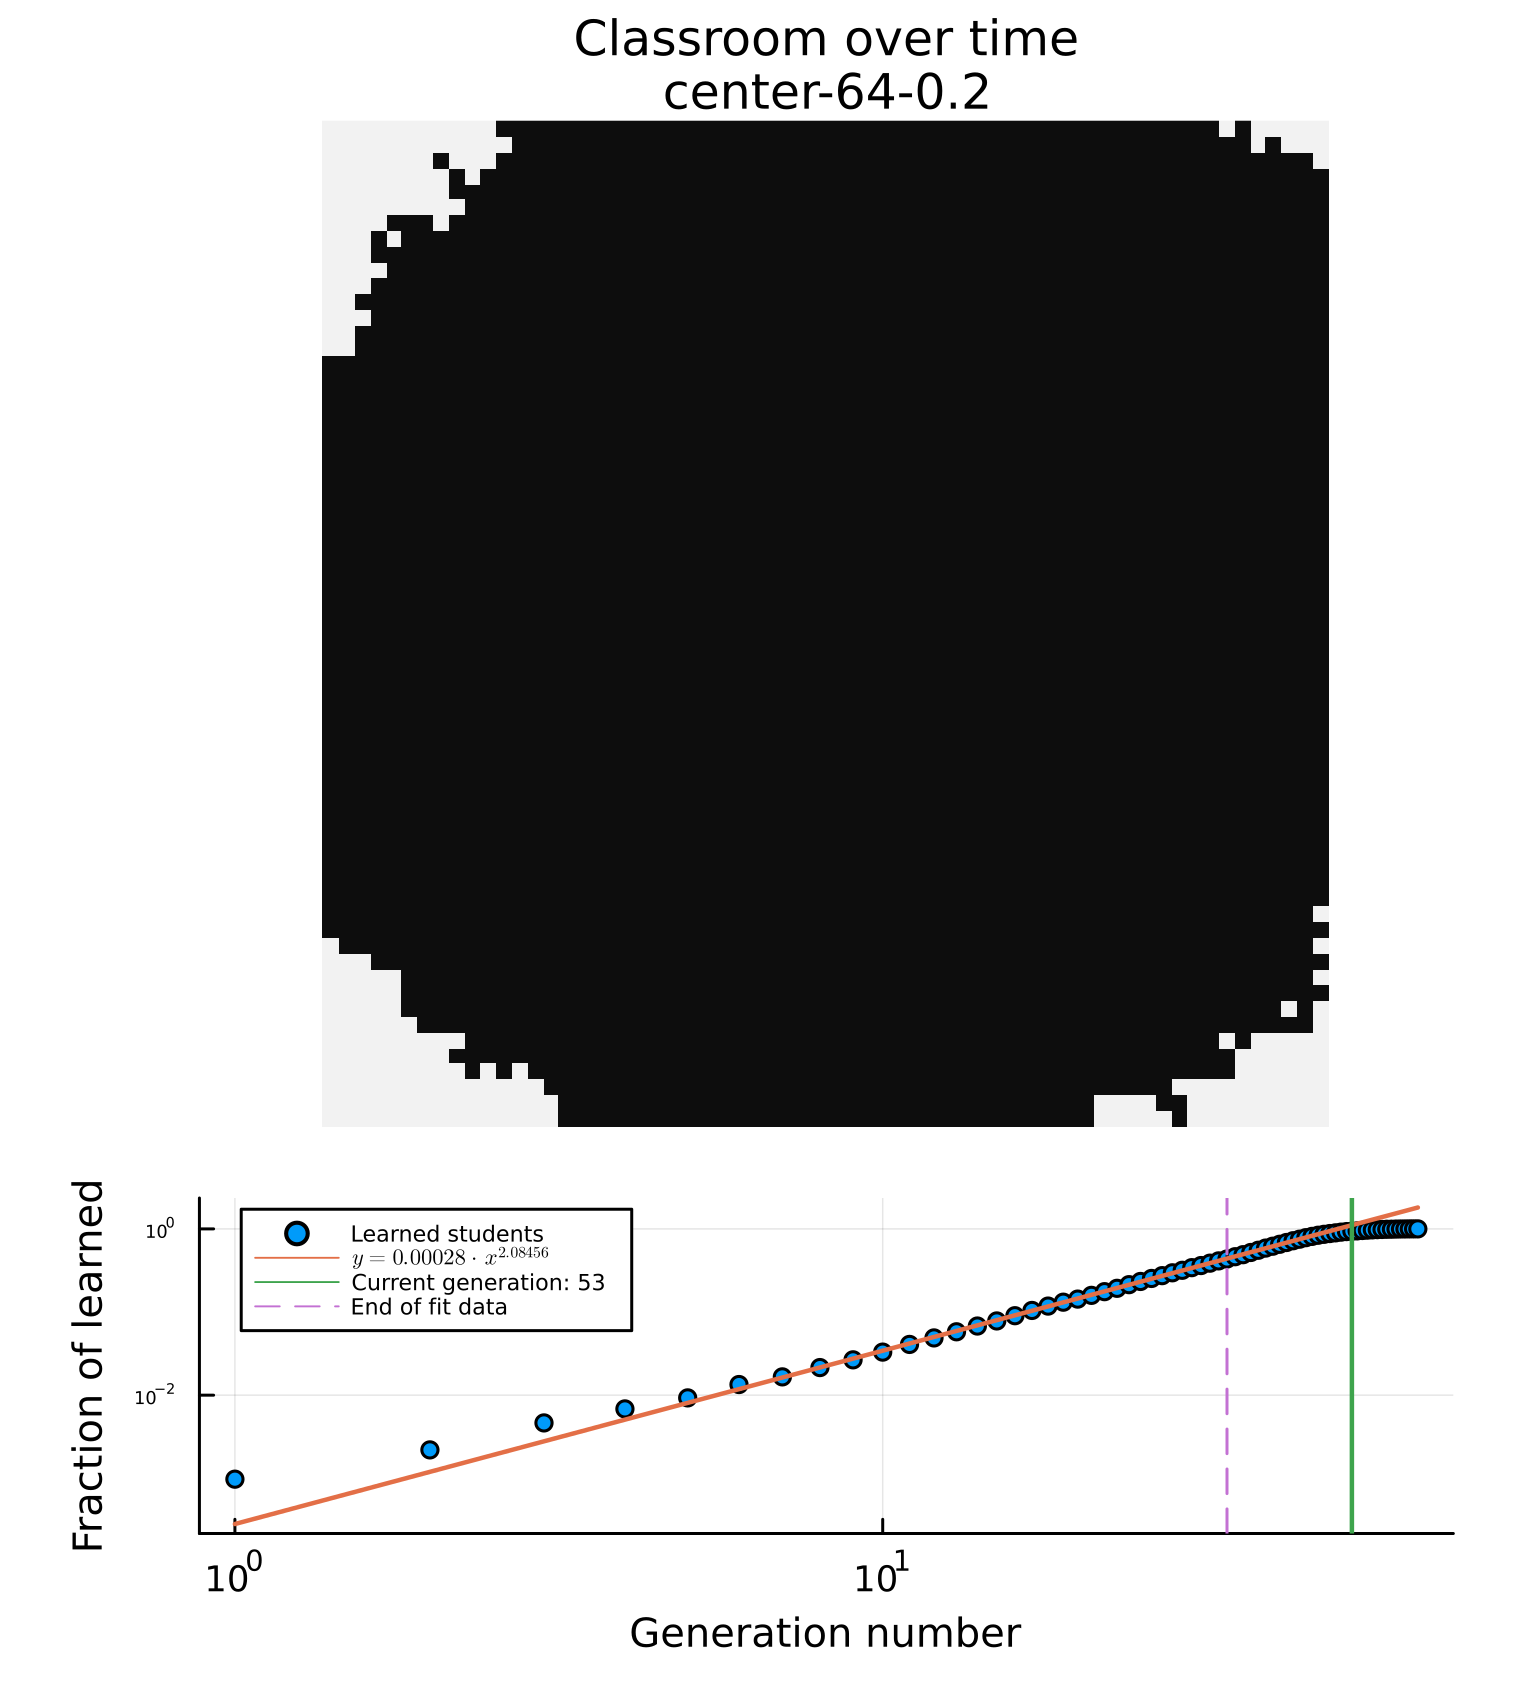 Classroom over time
center-64-0.2
Fraction of learned
10^0
10^-2
Learned students
y = 0.00028 · x^2.08456
Current generation: 53
End of fit data
10^0
10^1
Generation number